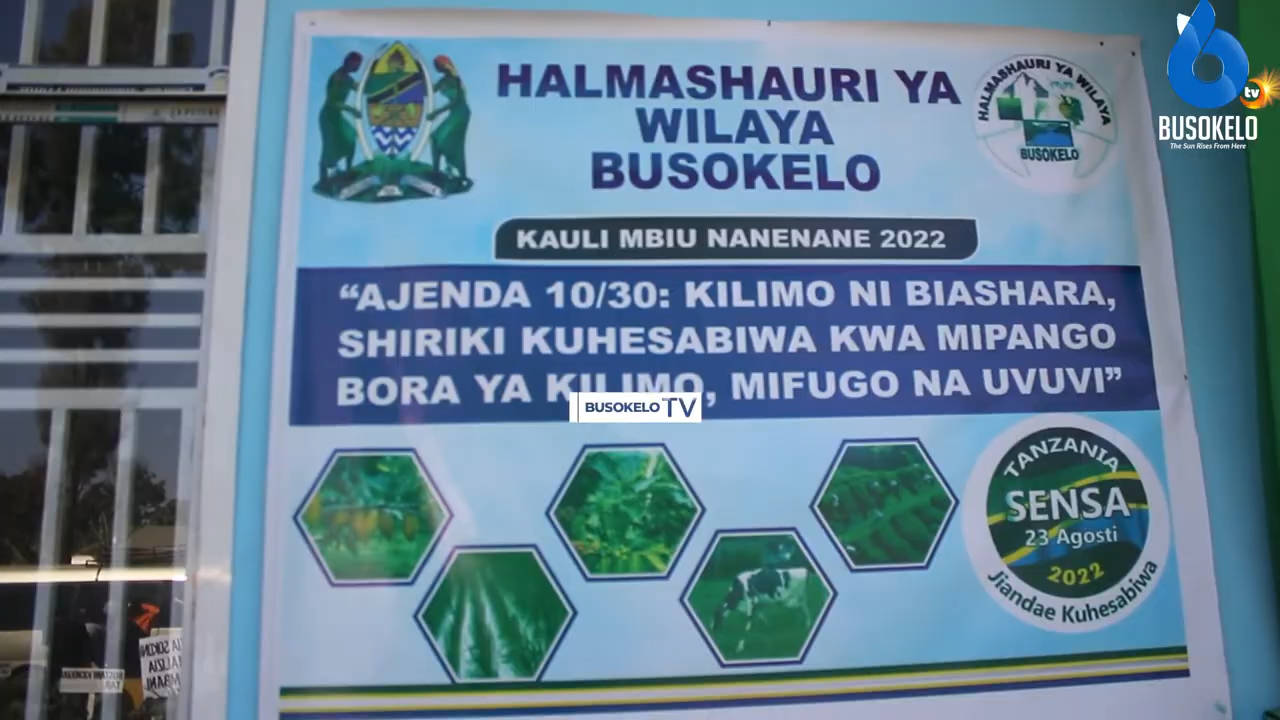 HALMASHAURI YA
WILAYA
BUSOKELO
HALMASHAURI YA WILAYA
BUSOKELO
tv
BUSOKELO
The Sun Rises From Here
KAULI MBIU NANENANE 2022
“AJENDA 10/30: KILIMO NI BIASHARA,
SHIRIKI KUHESABIWA KWA MIPANGO
BORA YA KILIMO, MIFUGO NA UVUVI”
BUSOKELO TV
TANZANIA
SENSA
23 Agosti
2022
Jiandae Kuhesabiwa